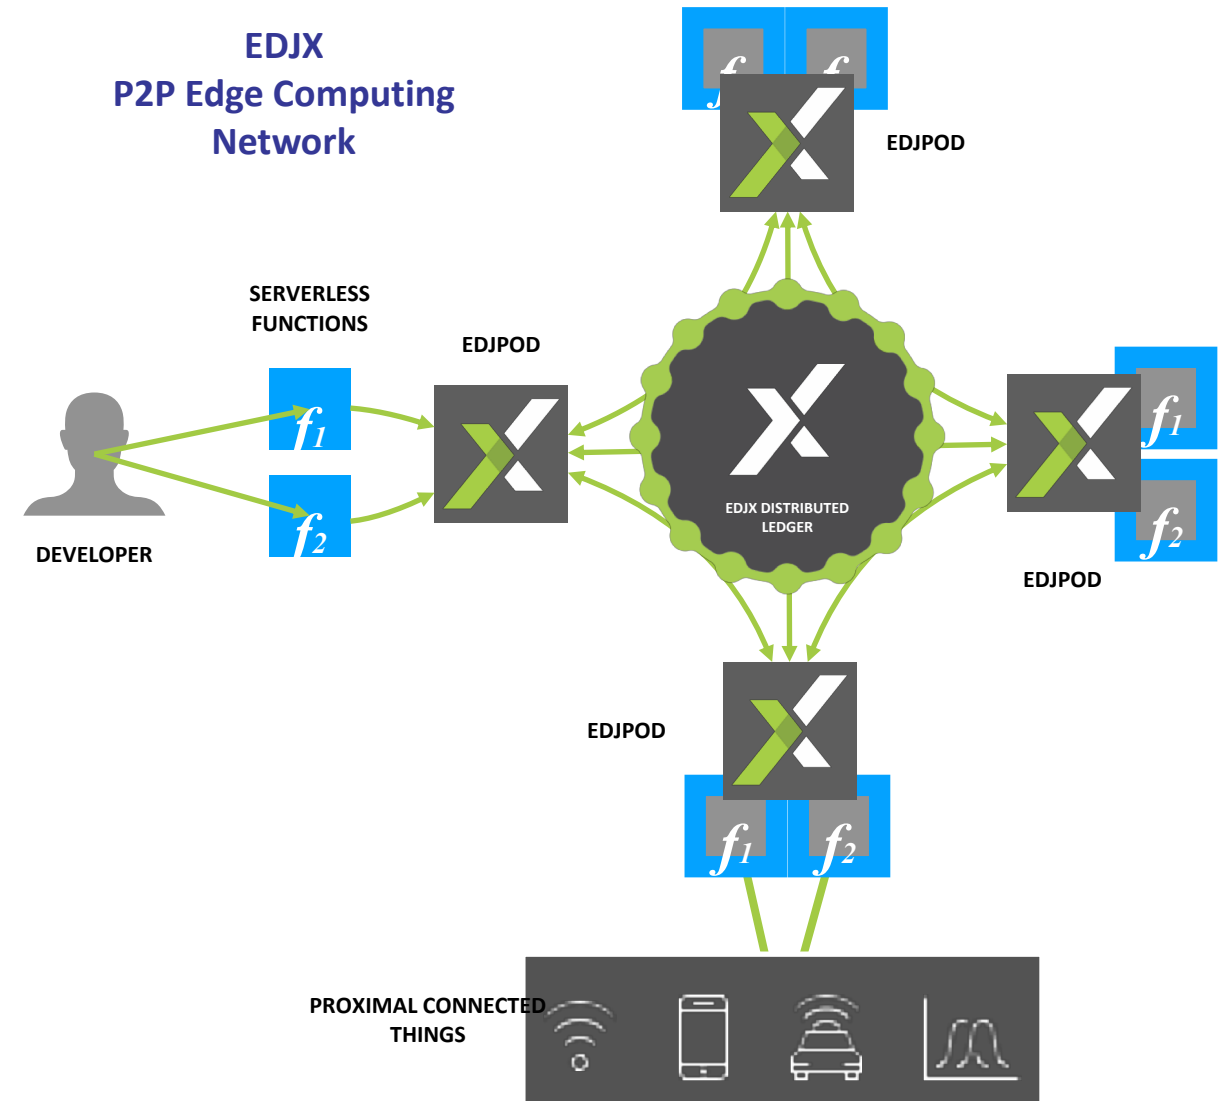 EDJX
P2P Edge Computing
Network
f
f
EDJPOD
SERVERLESS
FUNCTIONS
EDJPOD
f1
f2
DEVELOPER
EDJX DISTRIBUTED
LEDGER
f1
f2
EDJPOD
EDJPOD
f1
f2
PROXIMAL CONNECTED
THINGS